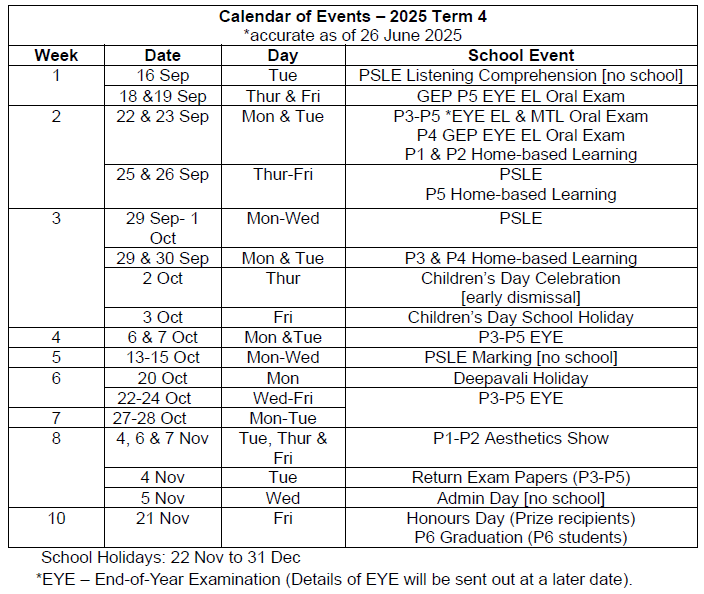 Calendar of Events – 2025 Term 4
*accurate as of 26 June 2025
Week Date Day School Event
1 16 Sep Tue PSLE Listening Comprehension [no school]
18 &19 Sep Thur & Fri GEP P5 EYE EL Oral Exam
2 22 & 23 Sep Mon & Tue P3-P5 *EYE EL & MTL Oral Exam
P4 GEP EYE EL Oral Exam
P1 & P2 Home-based Learning
25 & 26 Sep Thur-Fri PSLE
P5 Home-based Learning
3 29 Sep- 1 Mon-Wed PSLE
Oct
29 & 30 Sep Mon & Tue P3 & P4 Home-based Learning
2 Oct Thur Children’s Day Celebration
[early dismissal]
3 Oct Fri Children’s Day School Holiday
4 6 & 7 Oct Mon &Tue P3-P5 EYE
5 13-15 Oct Mon-Wed PSLE Marking [no school]
6 20 Oct Mon Deepavali Holiday
22-24 Oct Wed-Fri P3-P5 EYE
7 27-28 Oct Mon-Tue
8 4, 6 & 7 Nov Tue, Thur & P1-P2 Aesthetics Show
Fri
4 Nov Tue Return Exam Papers (P3-P5)
5 Nov Wed Admin Day [no school]
10 21 Nov Fri Honours Day (Prize recipients)
P6 Graduation (P6 students)
School Holidays: 22 Nov to 31 Dec
*EYE – End-of-Year Examination (Details of EYE will be sent out at a later date).